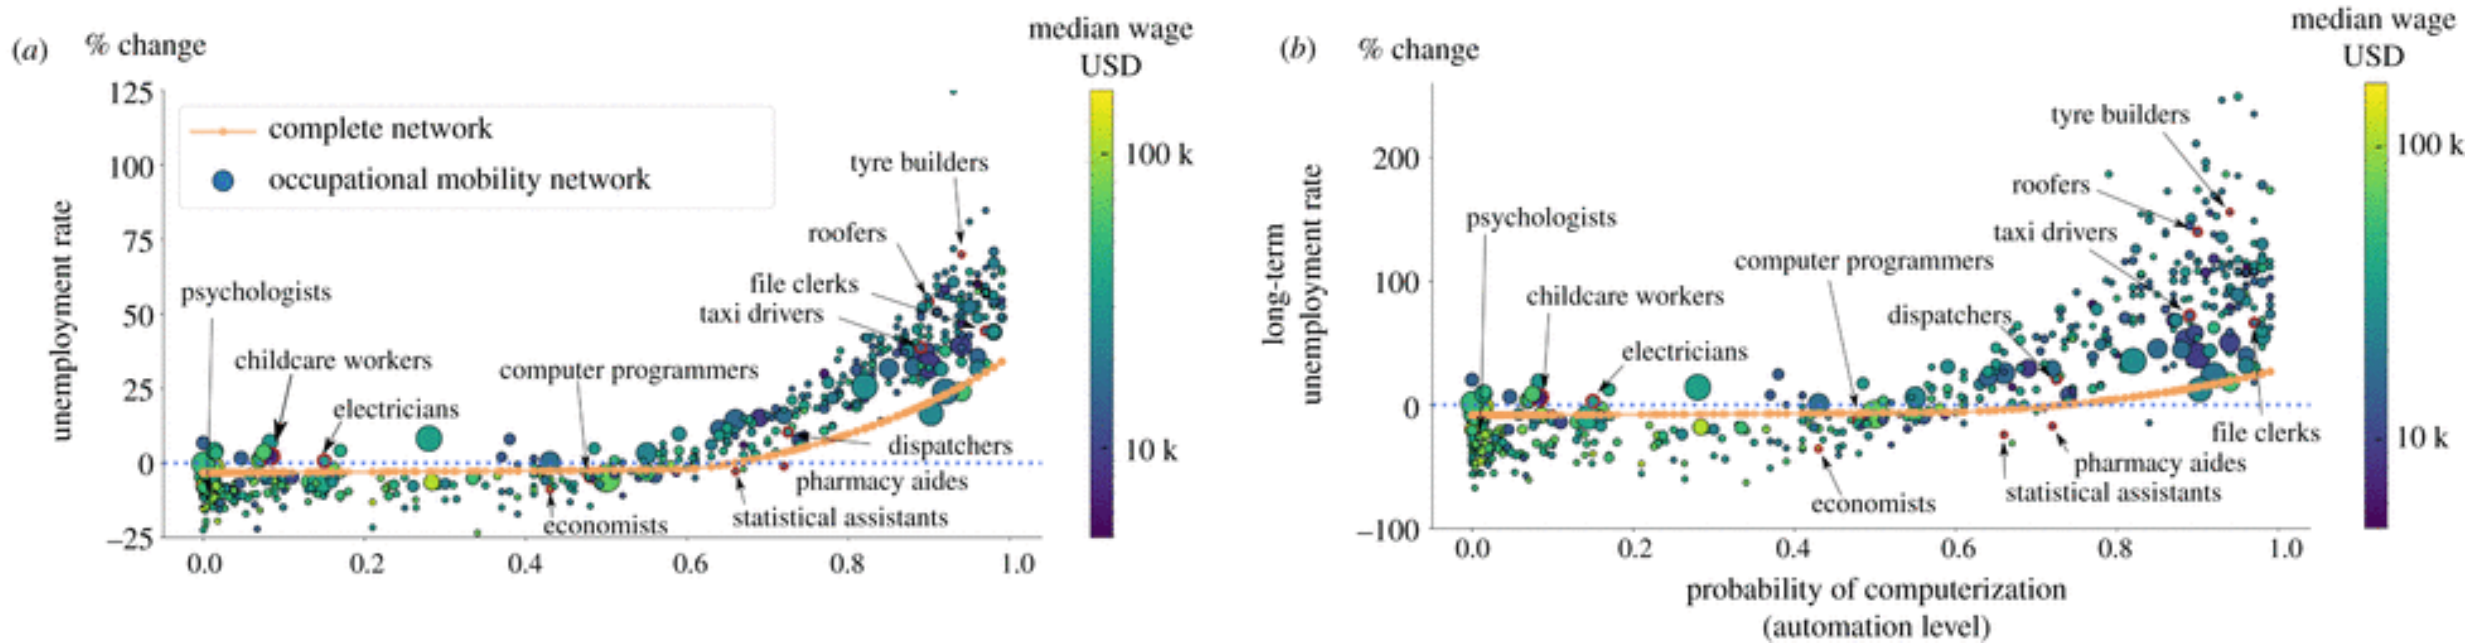 (a) % change
median wage
USD
125
100
75
50
25
0
−25
unemployment rate
complete network
occupational mobility network
tyre builders
roofers
file clerks
taxi drivers
psychologists
childcare workers
computer programmers
electricians
dispatchers
pharmacy aides
statistical assistants
economists
0.0 0.2 0.4 0.6 0.8 1.0
100 k
10 k
(b) % change
median wage
USD
200
100
0
−100
long-term
unemployment rate
tyre builders
roofers
psychologists
taxi drivers
computer programmers
childcare workers
dispatchers
electricians
file clerks
pharmacy aides
statistical assistants
economists
0.0 0.2 0.4 0.6 0.8 1.0
probability of computerization
(automation level)
100 k
10 k